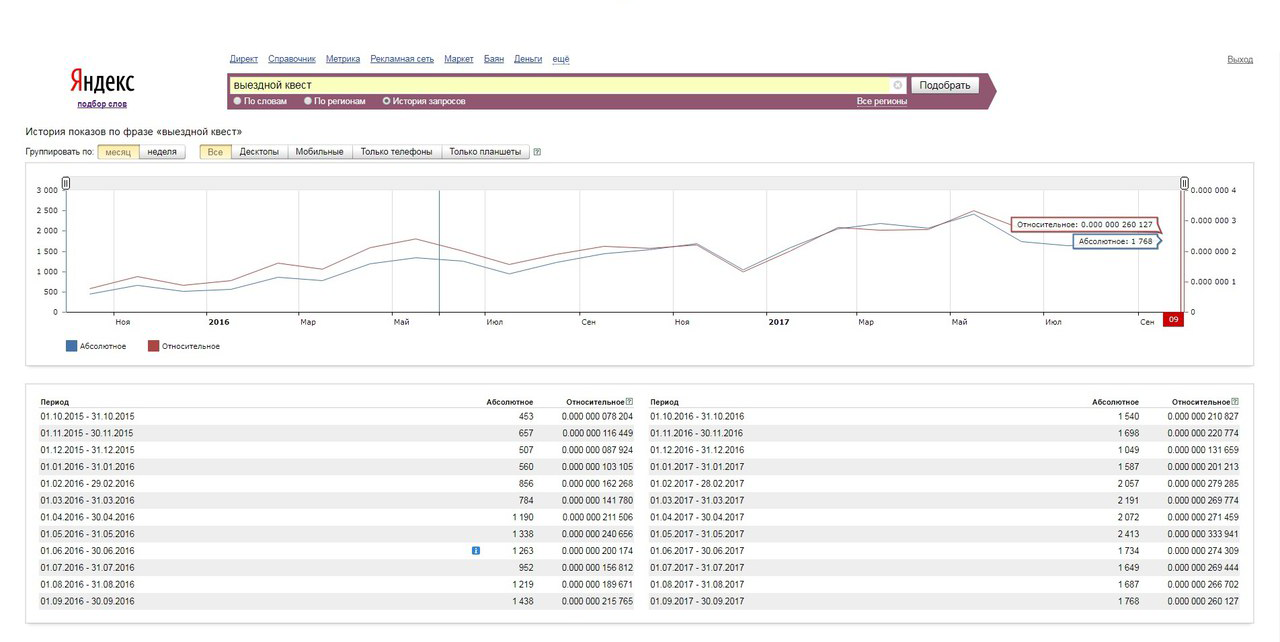 Директ Справочник Метрика Рекламная сеть Маркет Баян Деньги ещё Выход
Яндекс
подбор слов
выездной квест Подобрать
По словам По регионам История запросов Все регионы
История показов по фразе «выездной квест»
Группировать по: месяц неделя Все Десктопы Мобильные Только телефоны Только планшеты ?
3 000 0.000 000 4
2 500
0.000 000 3
Относительное: 0.000 000 260 127
2 000
Абсолютное: 1 768
1 500 0.000 000 2
1 000
0.000 000 1
500
0 0
Ноя 2016 Мар Май Июл Сен Ноя 2017 Мар Май Июл Сен 09
Абсолютное Относительное
Период Абсолютное Относительное? Период Абсолютное Относительное?
01.10.2015 - 31.10.2015 453 0.000 000 078 204 01.10.2016 - 31.10.2016 1 540 0.000 000 210 827
01.11.2015 - 30.11.2015 657 0.000 000 116 449 01.11.2016 - 30.11.2016 1 698 0.000 000 220 774
01.12.2015 - 31.12.2015 507 0.000 000 087 924 01.12.2016 - 31.12.2016 1 049 0.000 000 131 659
01.01.2016 - 31.01.2016 560 0.000 000 103 105 01.01.2017 - 31.01.2017 1 587 0.000 000 201 213
01.02.2016 - 29.02.2016 856 0.000 000 162 268 01.02.2017 - 28.02.2017 2 057 0.000 000 279 285
01.03.2016 - 31.03.2016 784 0.000 000 141 780 01.03.2017 - 31.03.2017 2 191 0.000 000 269 774
01.04.2016 - 30.04.2016 1 190 0.000 000 211 506 01.04.2017 - 30.04.2017 2 072 0.000 000 271 459
01.05.2016 - 31.05.2016 1 338 0.000 000 240 656 01.05.2017 - 31.05.2017 2 413 0.000 000 333 941
01.06.2016 - 30.06.2016 i 1 263 0.000 000 200 174 01.06.2017 - 30.06.2017 1 734 0.000 000 274 309
01.07.2016 - 31.07.2016 952 0.000 000 156 812 01.07.2017 - 31.07.2017 1 649 0.000 000 269 444
01.08.2016 - 31.08.2016 1 219 0.000 000 189 671 01.08.2017 - 31.08.2017 1 687 0.000 000 266 702
01.09.2016 - 30.09.2016 1 438 0.000 000 215 765 01.09.2017 - 30.09.2017 1 768 0.000 000 260 127